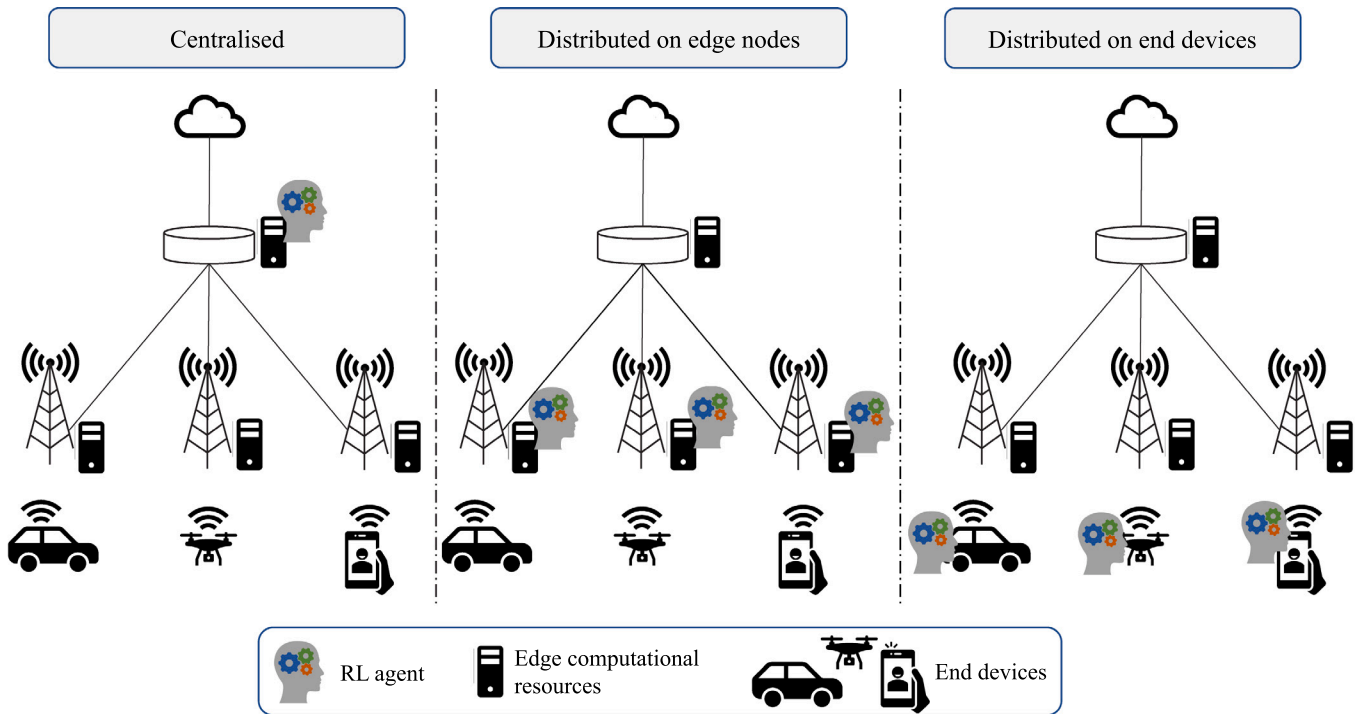 Centralised
Distributed on edge nodes
Distributed on end devices
RL agent
Edge computational
resources
End devices